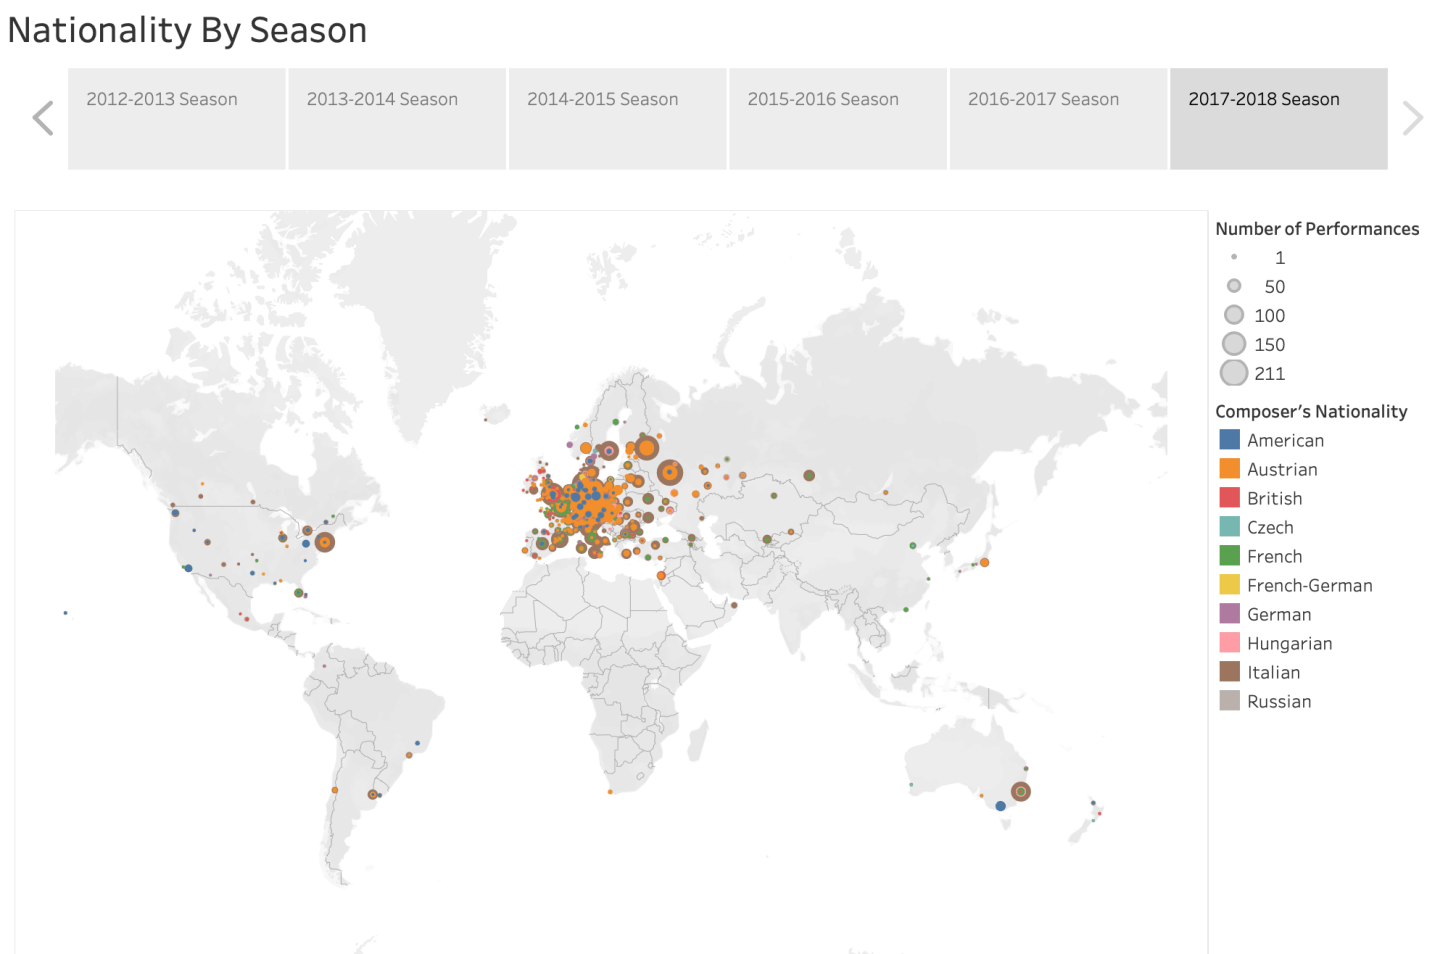 Nationality By Season
2012-2013 Season
2013-2014 Season
2014-2015 Season
2015-2016 Season
2016-2017 Season
2017-2018 Season
Number of Performances
1
50
100
150
211
Composer's Nationality
American
Austrian
British
Czech
French
French-German
German
Hungarian
Italian
Russian